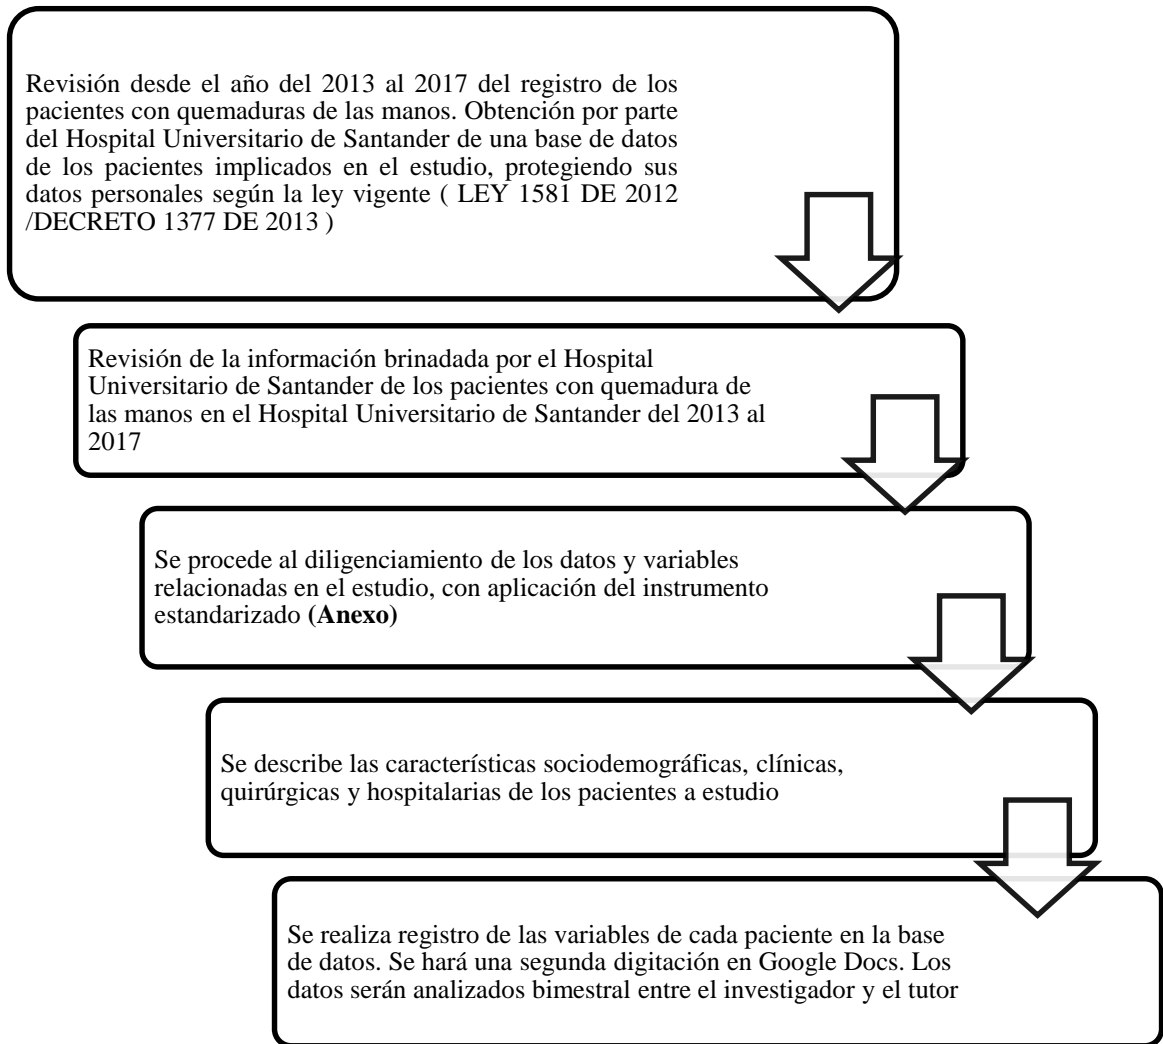 Revisión desde el año del 2013 al 2017 del registro de los
pacientes con quemaduras de las manos. Obtención por parte
del Hospital Universitario de Santander de una base de datos
de los pacientes implicados en el estudio, protegiendo sus
datos personales según la ley vigente ( LEY 1581 DE 2012
/DECRETO 1377 DE 2013 )
Revisión de la información brinadada por el Hospital
Universitario de Santander de los pacientes con quemadura de
las manos en el Hospital Universitario de Santander del 2013 al
2017
Se procede al diligenciamiento de los datos y variables
relacionadas en el estudio, con aplicación del instrumento
estandarizado (Anexo)
Se describe las características sociodemográficas, clínicas,
quirúrgicas y hospitalarias de los pacientes a estudio
Se realiza registro de las variables de cada paciente en la base
de datos. Se hará una segunda digitación en Google Docs. Los
datos serán analizados bimestral entre el investigador y el tutor